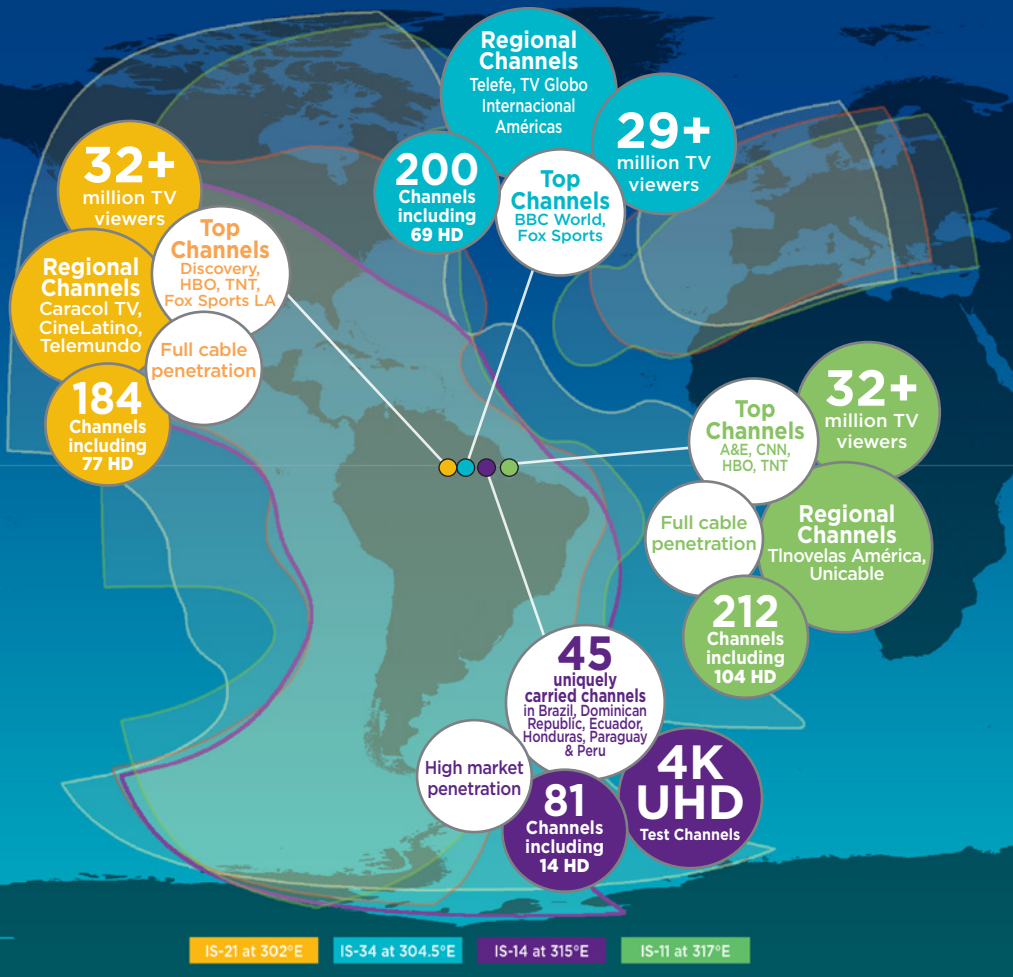 Regional
Channels
Telefe, TV Globo
Internacional
Américas
29+
million TV
viewers
200
Channels
including
69 HD
Top
Channels
BBC World,
Fox Sports
32+
million TV
viewers
Top
Channels
Discovery,
HBO, TNT,
Fox Sports LA
Regional
Channels
Caracol TV,
CineLatino,
Telemundo
Full cable
penetration
184
Channels
including
77 HD
32+
million TV
viewers
Top
Channels
A&E, CNN,
HBO, TNT
Full cable
penetration
Regional
Channels
Tlnovelas América,
Unicable
212
Channels
including
104 HD
45
uniquely
carried channels
in Brazil, Dominican
Republic, Ecuador,
Honduras, Paraguay
& Peru
High market
penetration
4K
UHD
Test Channels
81
Channels
including
14 HD
IS-21 at 302°E
IS-34 at 304.5°E
IS-14 at 315°E
IS-11 at 317°E